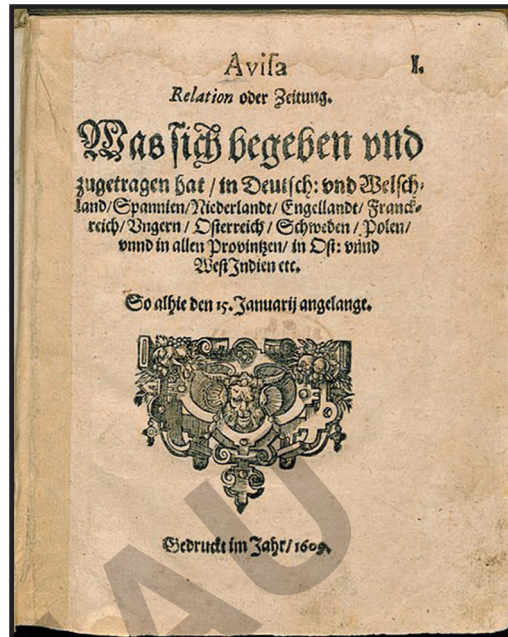 Avisa I.
Relation oder Zeitung.
Was sich begeben vnd
zugetragen hat / in Deutsch: vnd Welsch-
land/Spannien/Niederlandt/ Engellandt/ Franck-
reich/ Vngern / Osterreich / Schweden / Polen/
vnnd in allen Provintzen/ in Ost: vnnd
West Indien etc.
So alhie den 15. Januarij angelangt.
Gedruckt im Jahr/ 1609.
AU